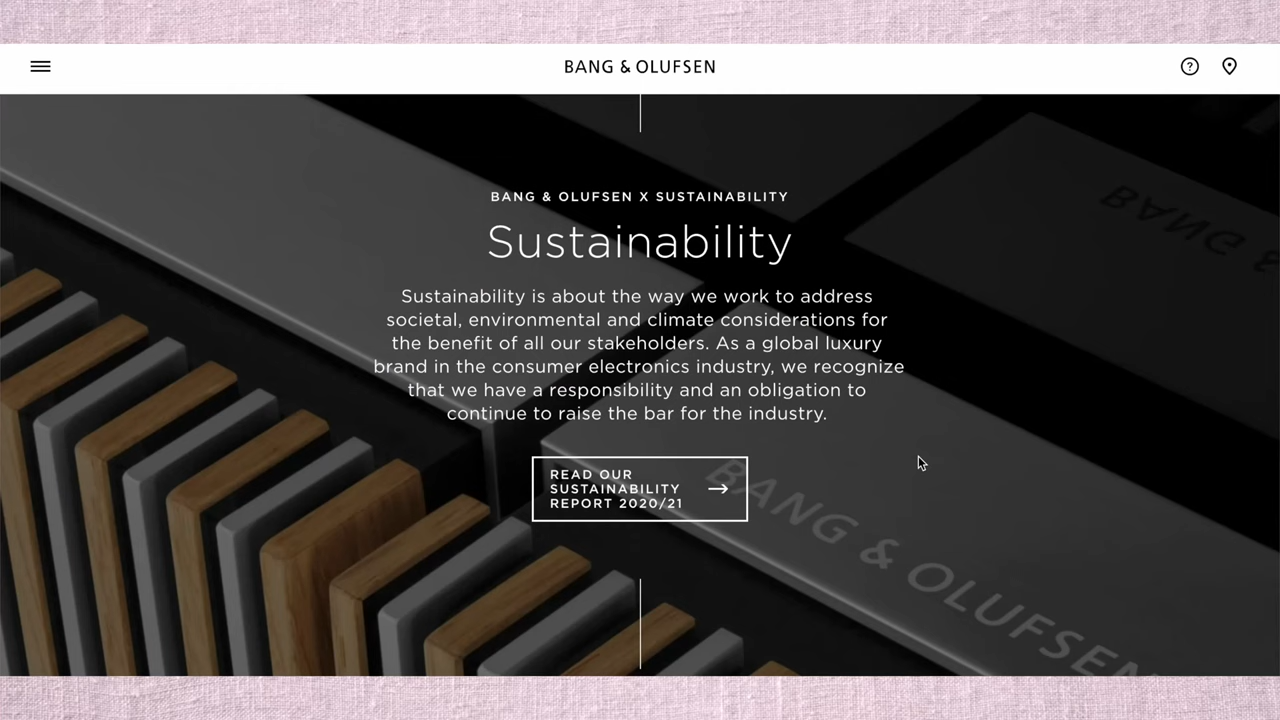 BANG & OLUFSEN
BANG & OLUFSEN X SUSTAINABILITY
Sustainability
Sustainability is about the way we work to address
societal, environmental and climate considerations for
the benefit of all our stakeholders. As a global luxury
brand in the consumer electronics industry, we recognize
that we have a responsibility and an obligation to
continue to raise the bar for the industry.
READ OUR
SUSTAINABILITY
REPORT 2020/21
BANG &
BANG & OLUFSEN